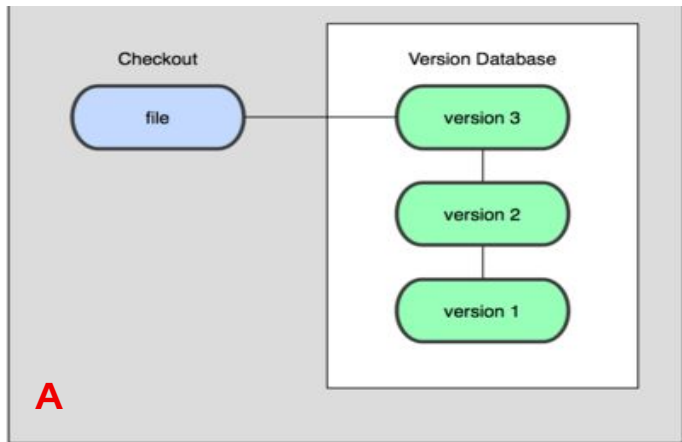 Checkout
Version Database
file
version 3
version 2
version 1
A